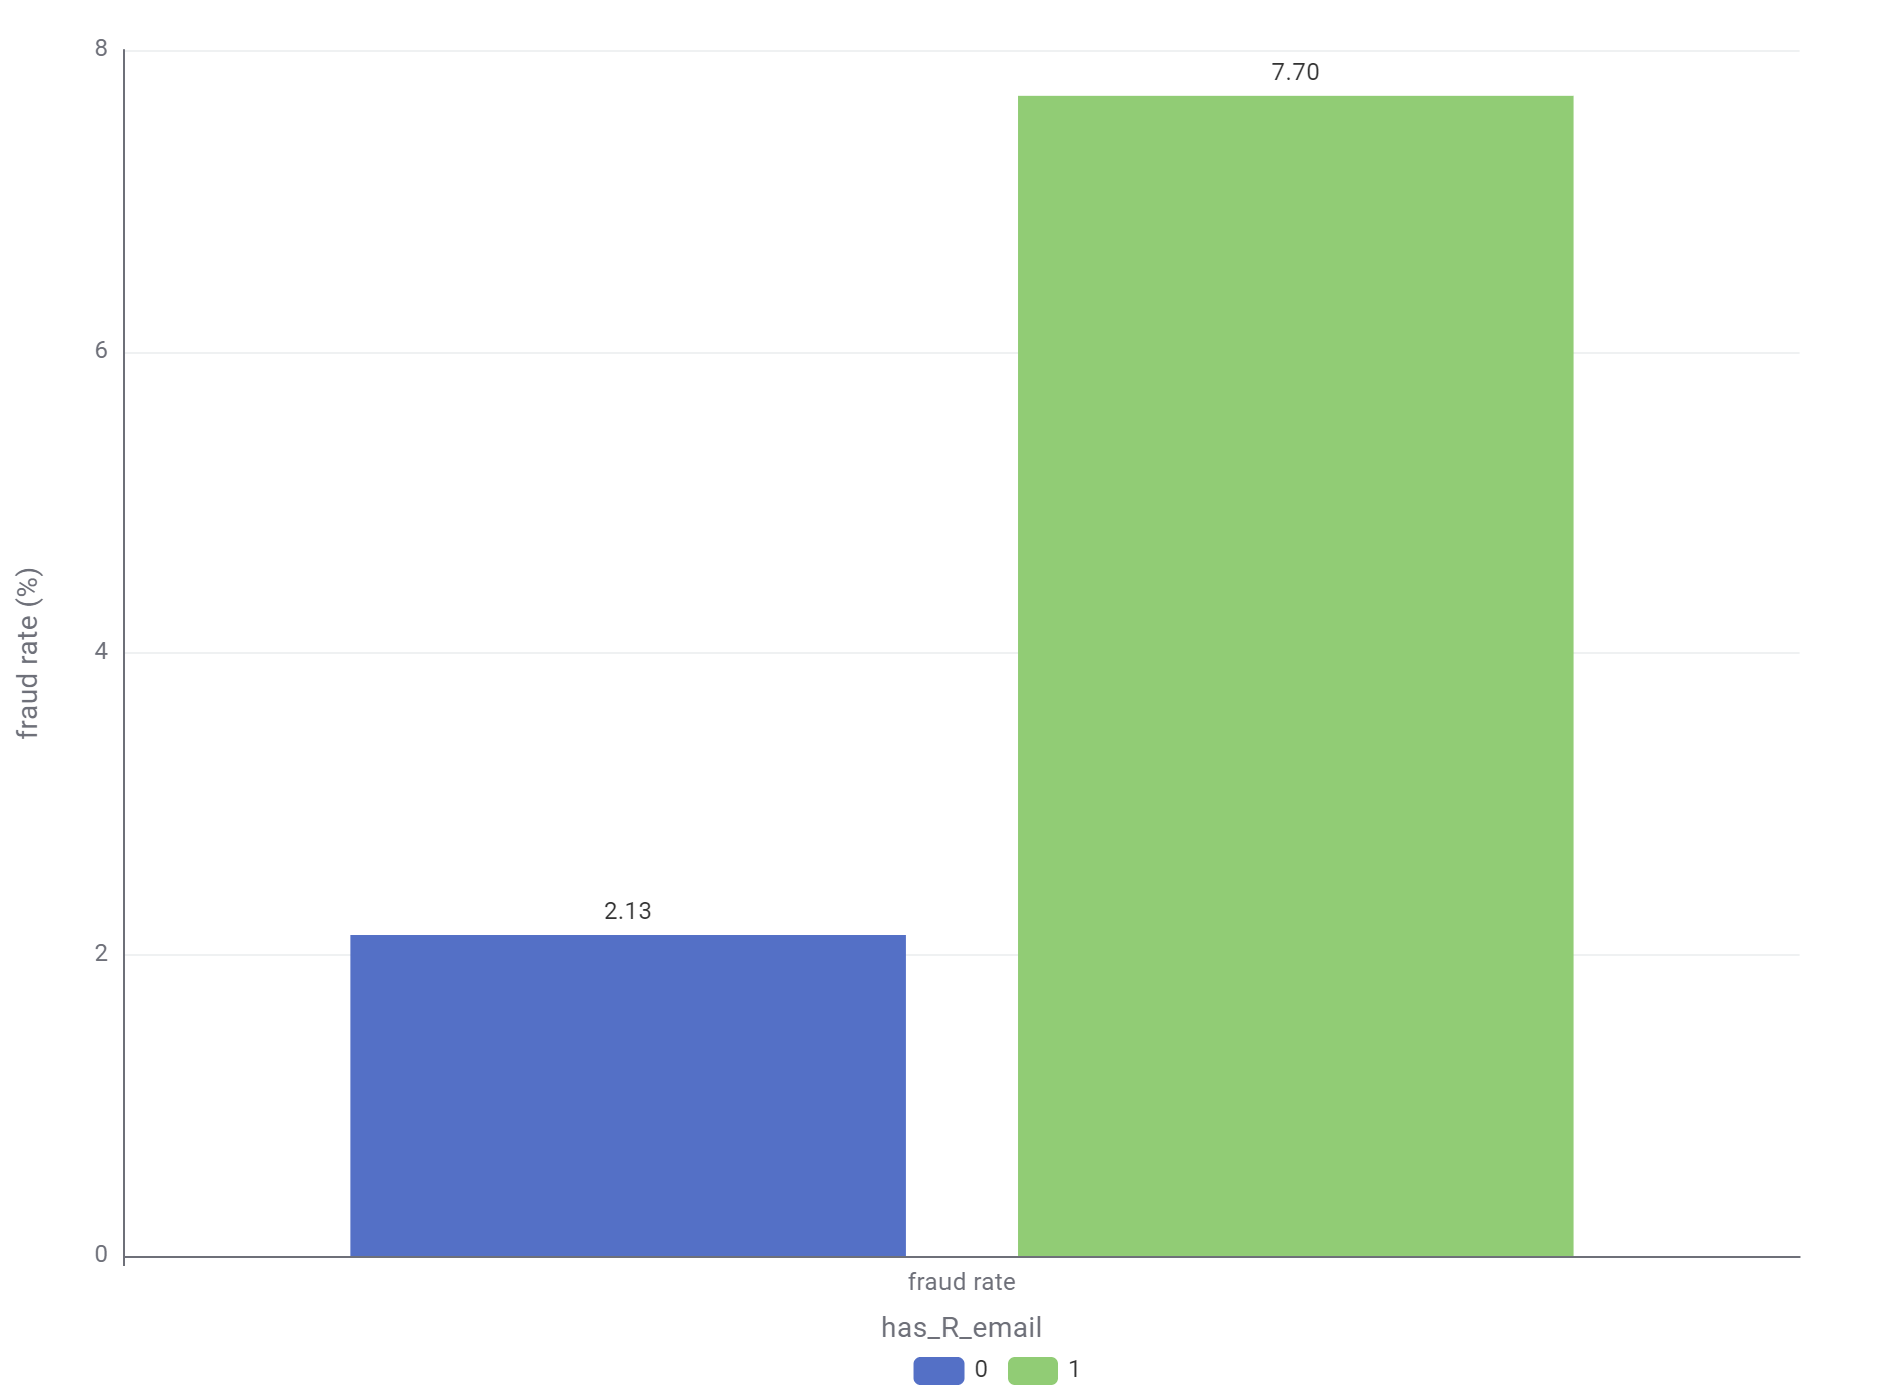 8
7.70
6
fraud rate (%)
4
2.13
2
0
fraud rate
has_R_email
0 1